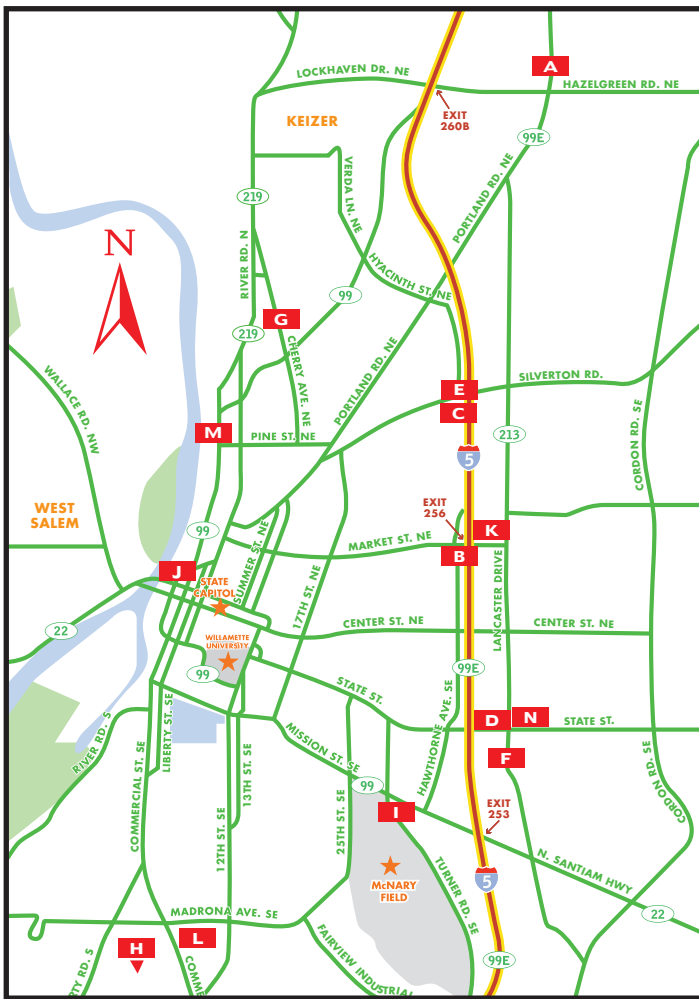 LOCKHAVEN DR. NE
A
HAZELGREEN RD. NE
EXIT
260B
KEIZER
99E
VERDA LN. NE
PORTLAND RD. NE
219
N
RIVER RD. N
HYACINTH ST. NE
99
G
219
CHERRY AVE. NE
PORTLAND RD. NE
WALLACE RD. NW
SILVERTON RD.
E
C
CORDON RD. SE
M
PINE ST. NE
213
5
WEST
SALEM
EXIT
256
99
SUMMER ST. NE
MARKET ST. NE
K
B
J
STATE
CAPITOL
17TH ST. NE
LANCASTER DRIVE
22
CENTER ST. NE
CENTER ST. NE
WILLAMETTE
UNIVERSITY
99
99E
STATE ST.
HAWTHORNE AVE. SE
D
N
STATE ST.
RIVER RD. S
LIBERTY ST. SE
MISSION ST. SE
F
COMMERCIAL ST. SE
13TH ST. SE
99
CORDON RD. SE
I
EXIT
253
12TH ST. SE
25TH ST. SE
N. SANTIAM HWY
McNARY
FIELD
5
TURNER RD. SE
22
MADRONA AVE. SE
H
L
RTY RD. S
COMME
FAIRVIEW INDUSTRIAL
99E